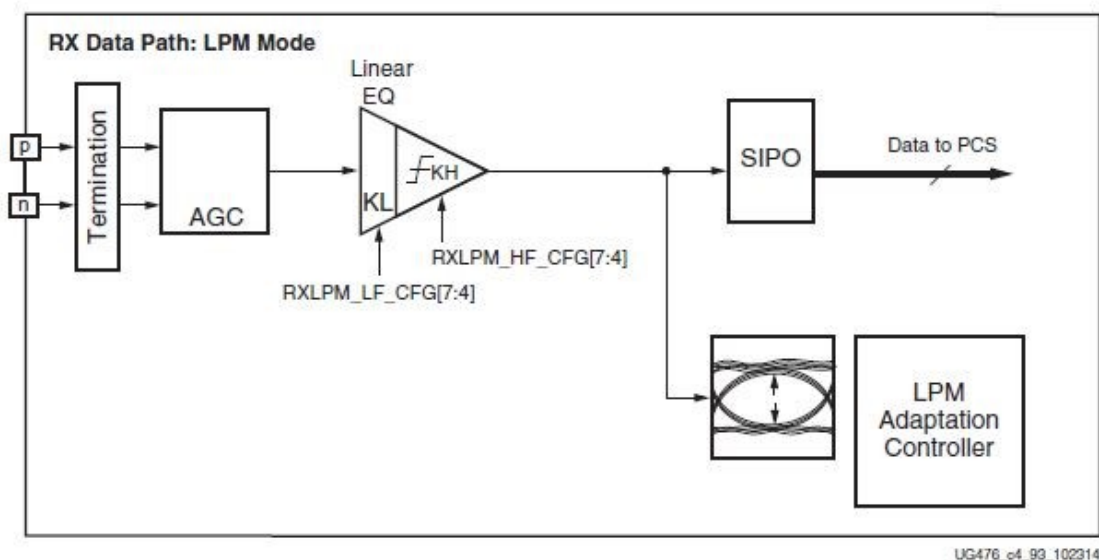 RX Data Path: LPM Mode
Linear
EQ
p
n
Termination
AGC
KL
KH
SIPO
Data to PCS
RXLPM_HF_CFG[7:4]
RXLPM_LF_CFG[7:4]
LPM
Adaptation
Controller
UG476_c4_93_102314